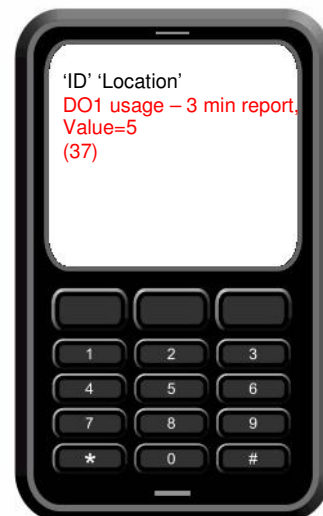 ‘ID’ ‘Location’
DO1 usage – 3 min report,
Value=5
(37)
1 2 3
4 5 6
7 8 9
* 0 #